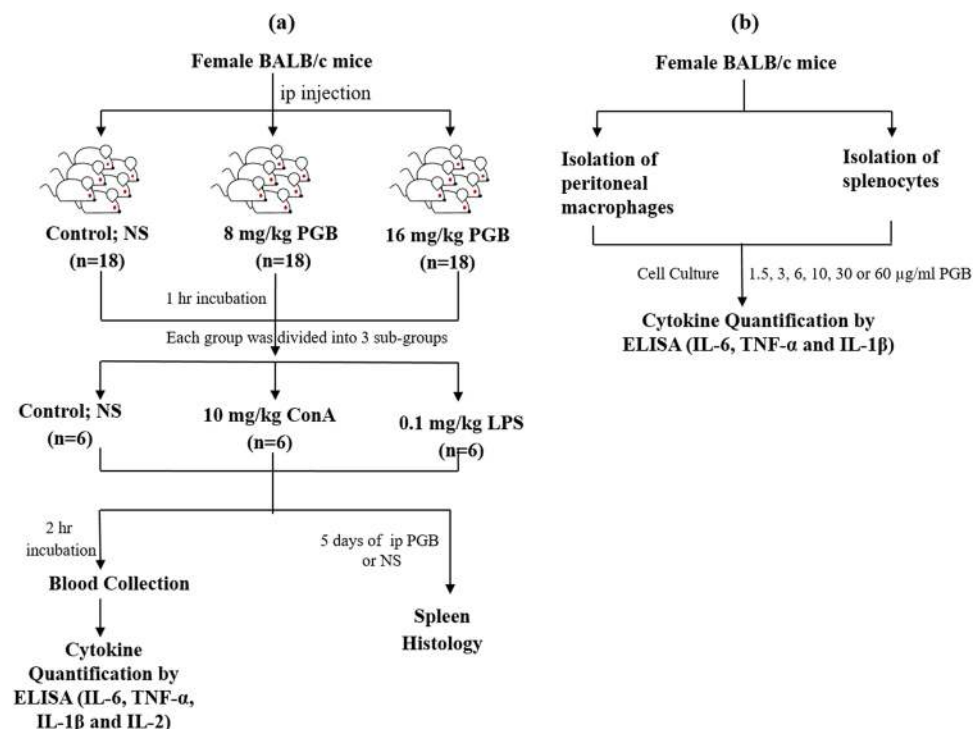 (a)
Female BALB/c mice
ip injection
Control; NS
(n=18)
8 mg/kg PGB
(n=18)
16 mg/kg PGB
(n=18)
1 hr incubation
Each group was divided into 3 sub-groups
Control; NS
(n=6)
10 mg/kg ConA
(n=6)
0.1 mg/kg LPS
(n=6)
2 hr
incubation
5 days of ip PGB
or NS
Blood Collection
Spleen
Histology
Cytokine
Quantification by
ELISA (IL-6, TNF-α,
IL-1β and IL-2)
(b)
Female BALB/c mice
Isolation of
peritoneal
macrophages
Isolation of
splenocytes
Cell Culture
1.5, 3, 6, 10, 30 or 60 µg/ml PGB
Cytokine Quantification by
ELISA (IL-6, TNF-α and IL-1β)